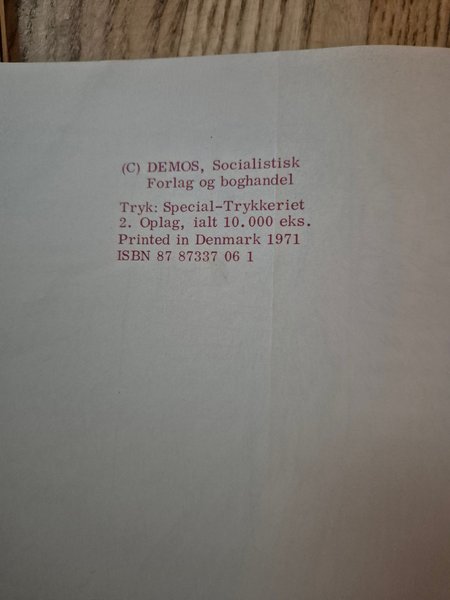 (C) DEMOS, Socialistisk
Forlag og boghandel
Tryk: Special-Trykkeriet
2. Oplag, ialt 10.000 eks.
Printed in Denmark 1971
ISBN 87 87337 06 1